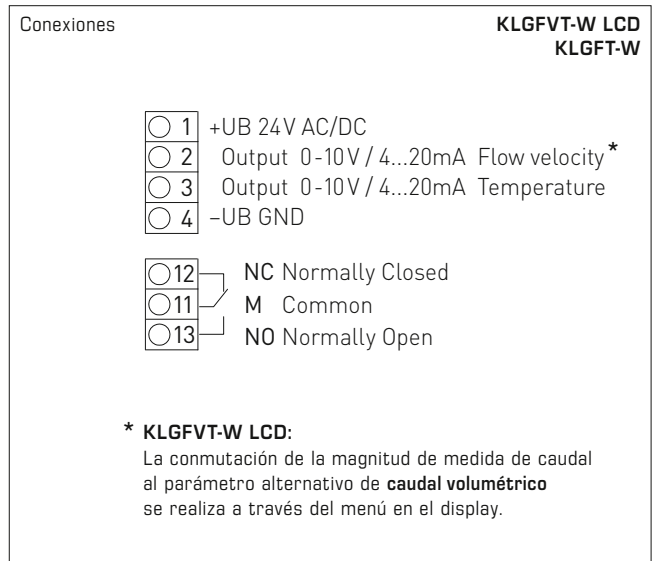 Conexiones
KLGFVT-W LCD
KLGFT-W
1 +UB 24V AC/DC
2 Output 0-10V / 4...20mA Flow velocity*
3 Output 0-10V / 4...20mA Temperature
4 –UB GND
12 NC Normally Closed
11 M Common
13 NO Normally Open
* KLGFVT-W LCD:
La conmutación de la magnitud de medida de caudal
al parámetro alternativo de caudal volumétrico
se realiza a través del menú en el display.